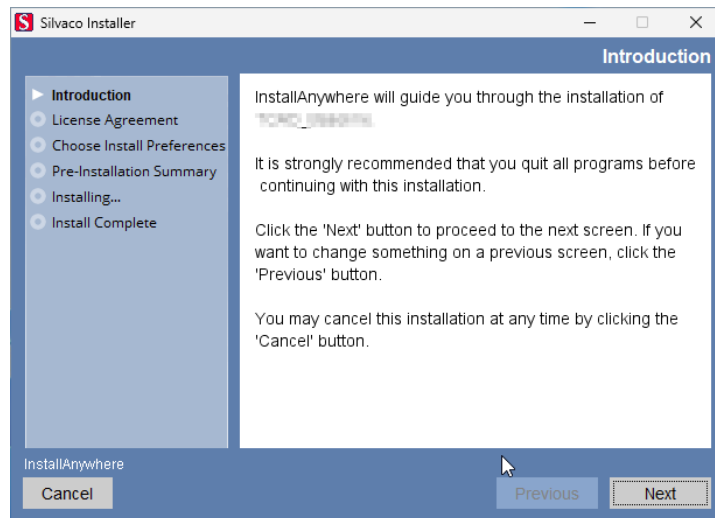 S Silvaco Installer
Introduction
Introduction
License Agreement
Choose Install Preferences
Pre-Installation Summary
Installing...
Install Complete
InstallAnywhere will guide you through the installation of
It is strongly recommended that you quit all programs before
continuing with this installation.
Click the 'Next' button to proceed to the next screen. If you
want to change something on a previous screen, click the
'Previous' button.
You may cancel this installation at any time by clicking the
'Cancel' button.
InstallAnywhere
Cancel
Previous
Next